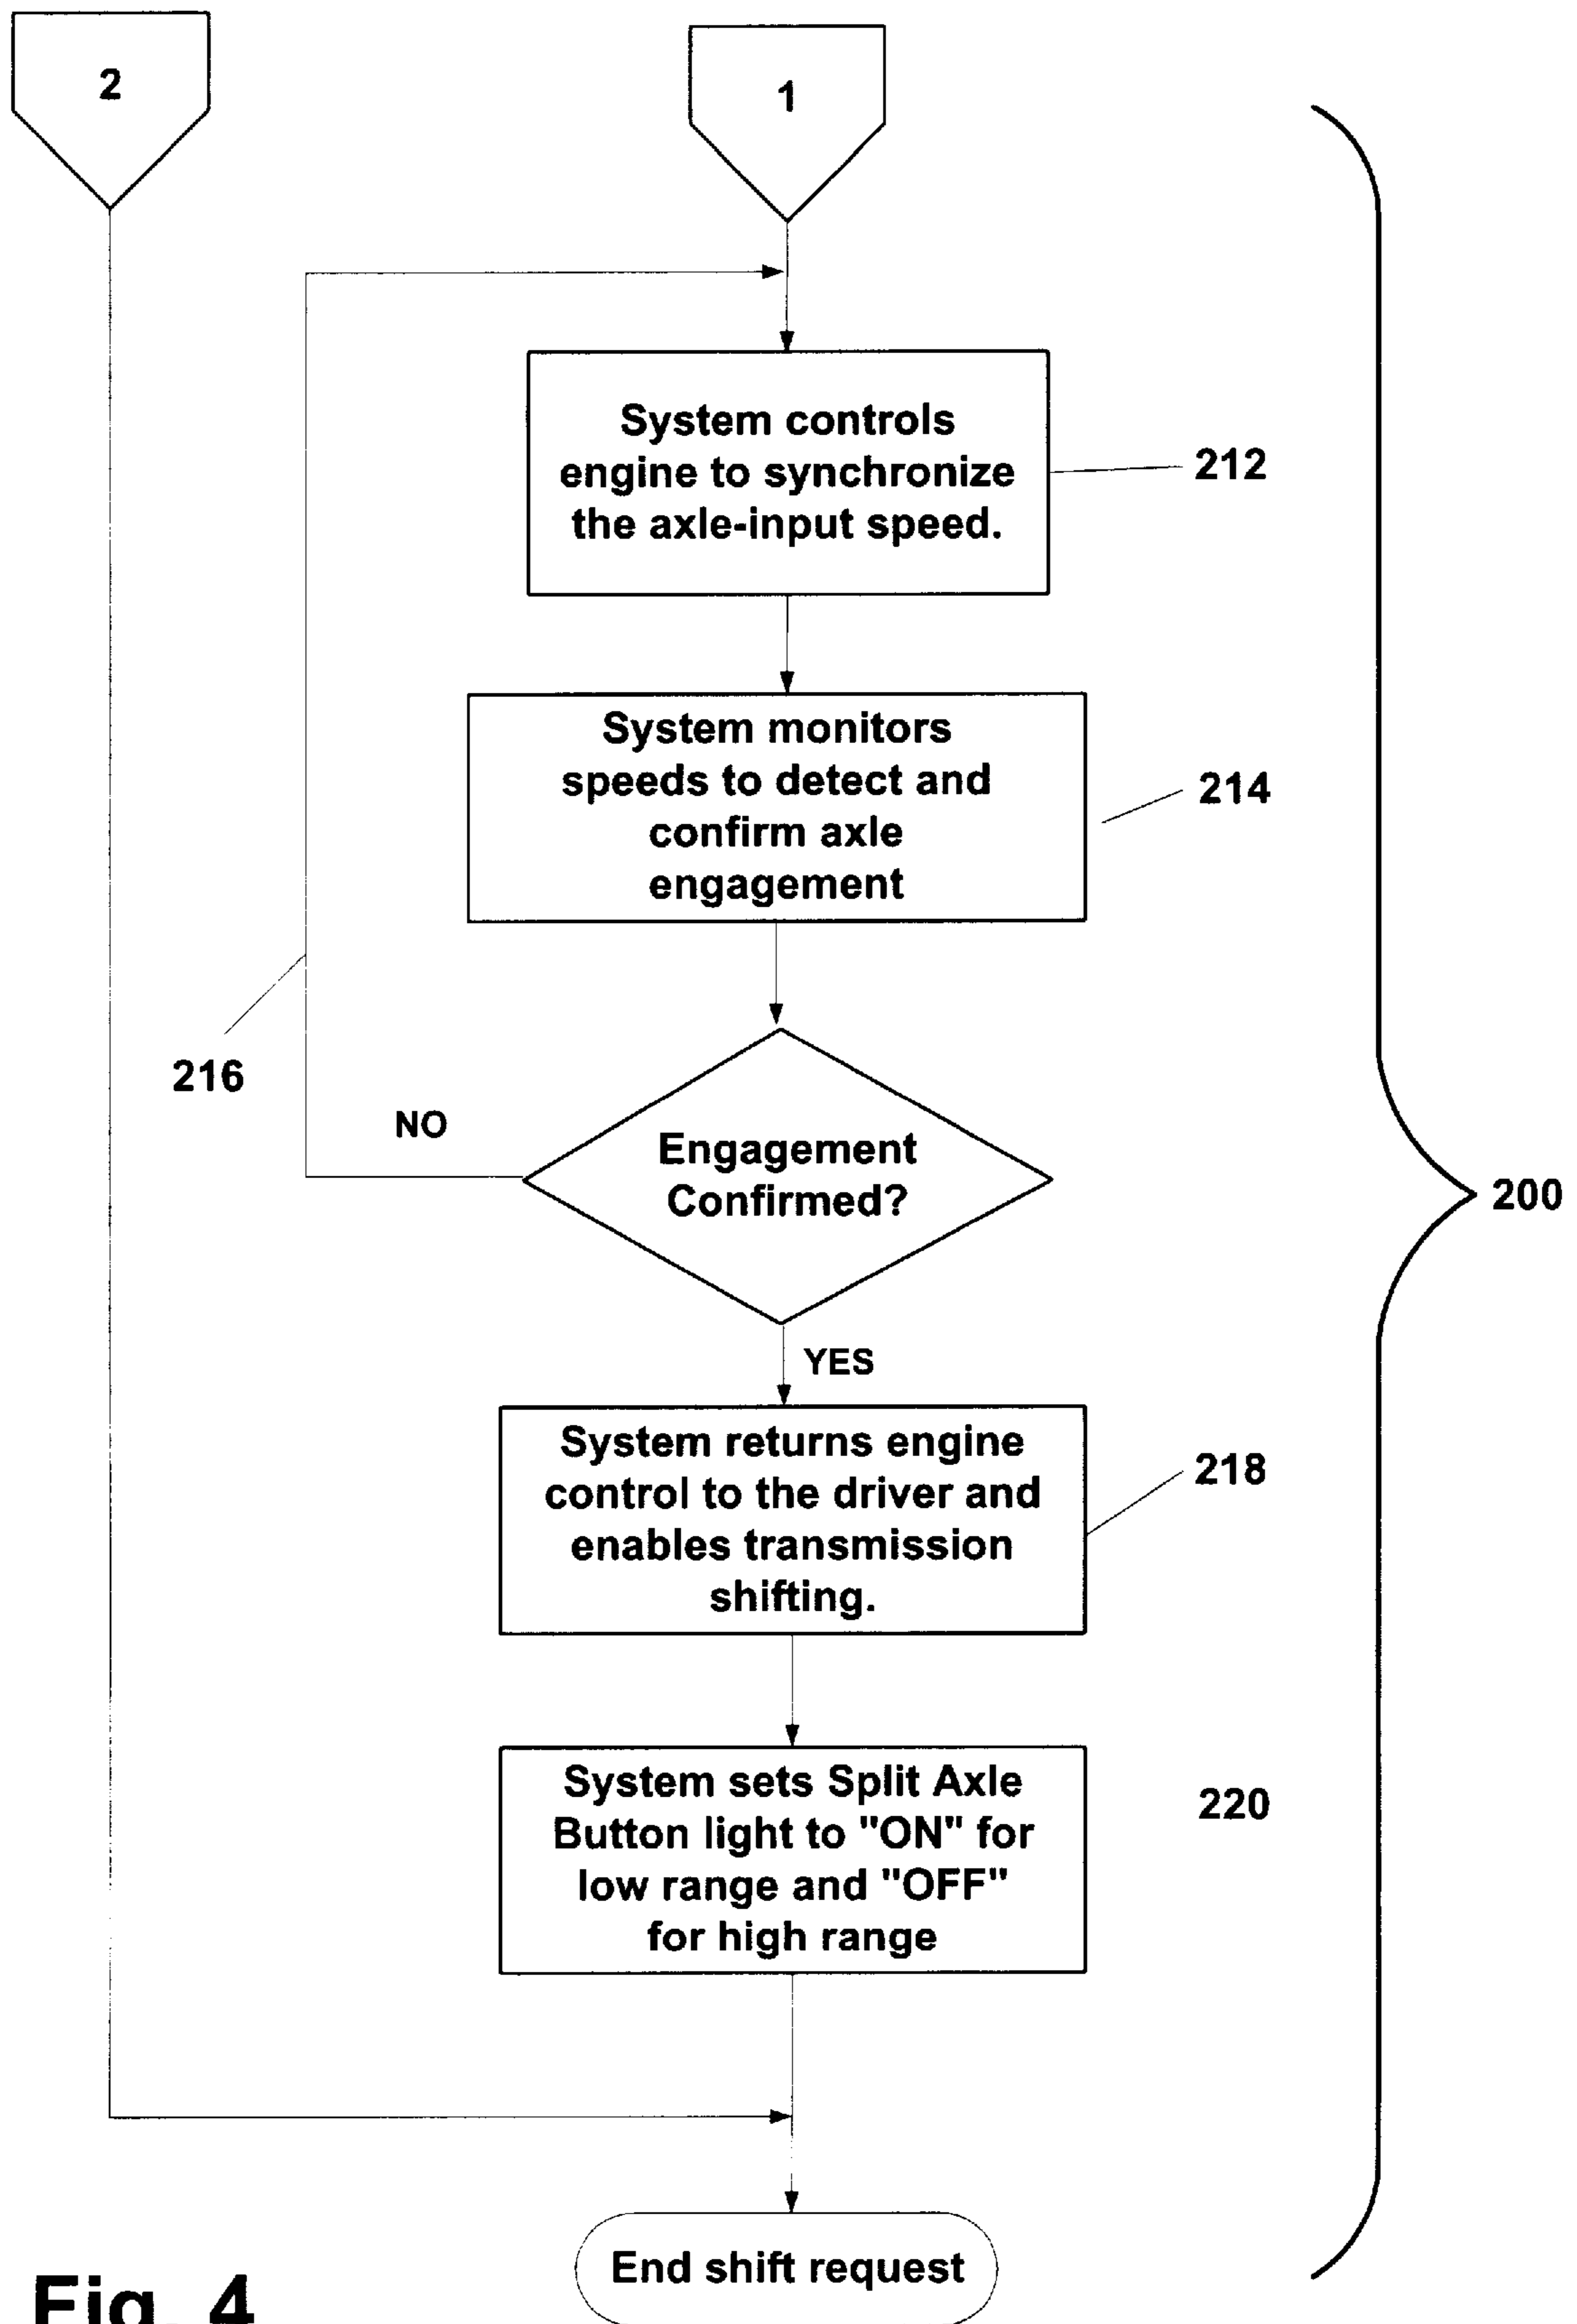 2
1
System controls
engine to synchronize
the axle-input speed.
212
System monitors
speeds to detect and
confirm axle
engagement
214
216
NO
Engagement
Confirmed?
200
YES
System returns engine
control to the driver and
enables transmission
shifting.
218
System sets Split Axle
Button light to "ON" for
low range and "OFF"
for high range
220
End shift request
Fig. 4